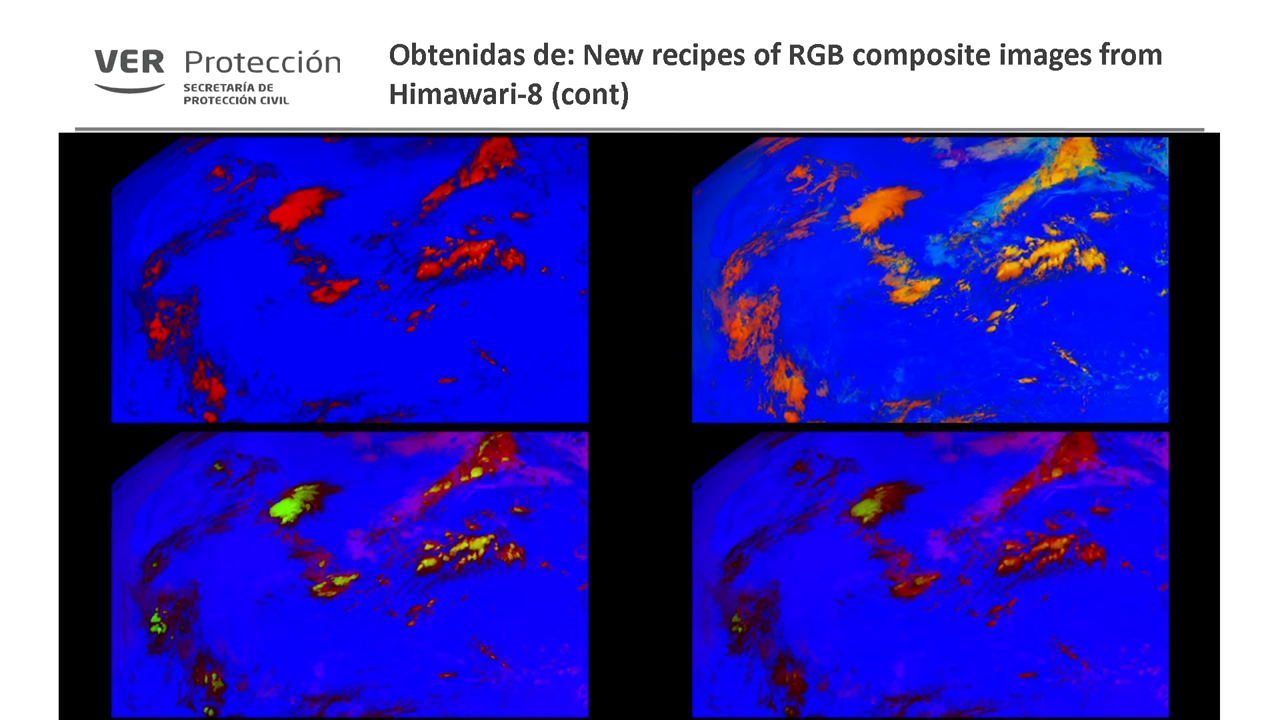 VER Protección
SECRETARÍA DE
PROTECCIÓN CIVIL
Obtenidas de: New recipes of RGB composite images from
Himawari-8 (cont)